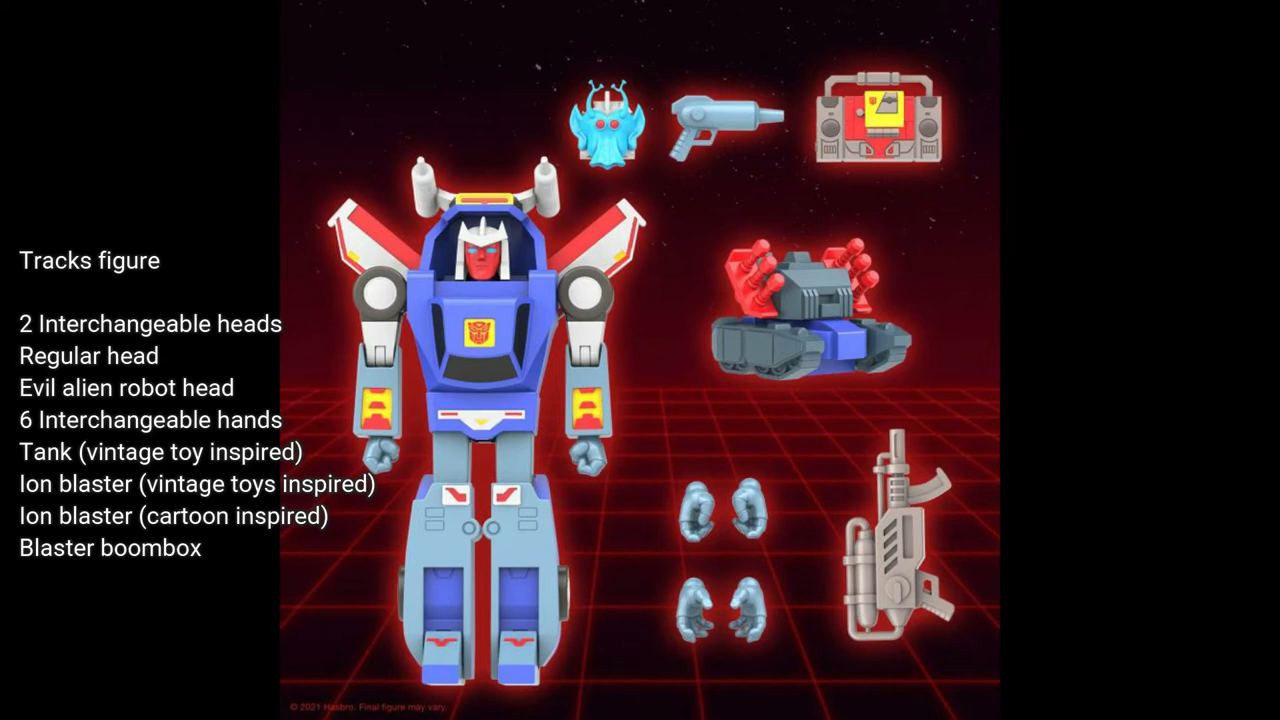 Tracks figure
2 Interchangeable heads
Regular head
Evil alien robot head
6 Interchangeable hands
Tank (vintage toy inspired)
Ion blaster (vintage toys inspired)
Ion blaster (cartoon inspired)
Blaster boombox
© 2021 Hasbro. Final figure may vary.